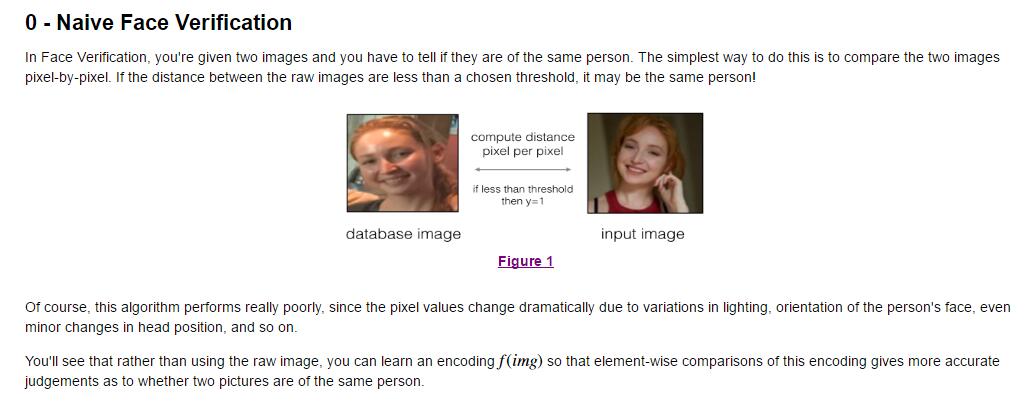 0 - Naive Face Verification
In Face Verification, you're given two images and you have to tell if they are of the same person. The simplest way to do this is to compare the two images
pixel-by-pixel. If the distance between the raw images are less than a chosen threshold, it may be the same person!
compute distance
pixel per pixel
if less than threshold
then y=1
database image
input image
Figure 1
Of course, this algorithm performs really poorly, since the pixel values change dramatically due to variations in lighting, orientation of the person's face, even
minor changes in head position, and so on.
You'll see that rather than using the raw image, you can learn an encoding f(img) so that element-wise comparisons of this encoding gives more accurate
judgements as to whether two pictures are of the same person.